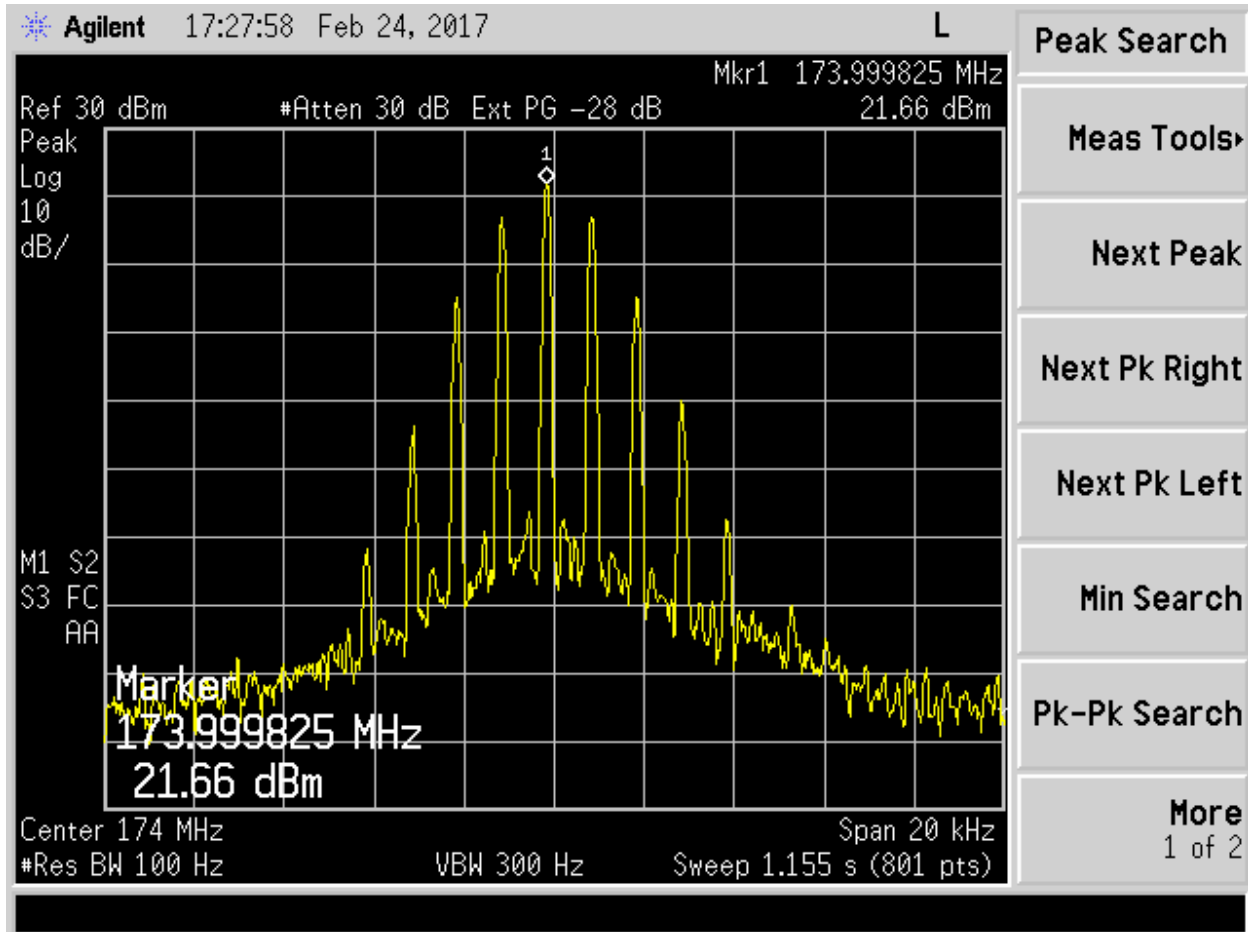 Agilent 17:27:58 Feb 24, 2017 L
Mkr1 173.999825 MHz
Ref 30 dBm #Atten 30 dB Ext PG -28 dB 21.66 dBm
Peak
Log
10
dB/
1
M1 S2
S3 FC
AA
Marker
173.999825 MHz
21.66 dBm
Center 174 MHz Span 20 kHz
#Res BW 100 Hz VBW 300 Hz Sweep 1.155 s (801 pts)
Peak Search
Meas Tools
Next Peak
Next Pk Right
Next Pk Left
Min Search
Pk-Pk Search
More
1 of 2